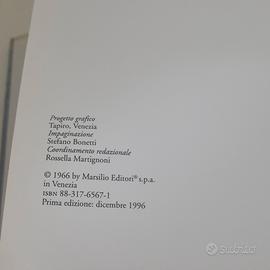 Progetto grafico
Tapiro, Venezia
Impaginazione
Stefano Bonetti
Coordinamento redazionale
Rossella Martignoni
© 1966 by Marsilio Editori® s.p.a.
in Venezia
ISBN 88-317-6567-1
Prima edizione: dicembre 1996
subito.it